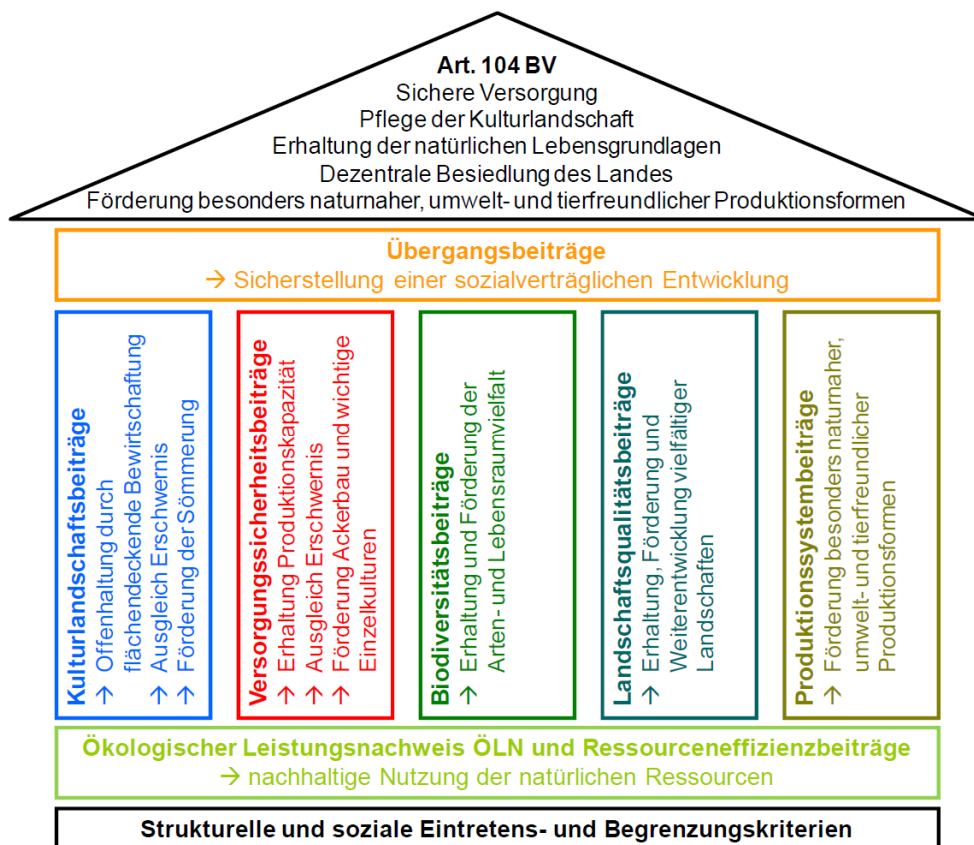 Art. 104 BV
Sichere Versorgung
Pflege der Kulturlandschaft
Erhaltung der natürlichen Lebensgrundlagen
Dezentrale Besiedlung des Landes
Förderung besonders naturnaher, umwelt- und tierfreundlicher Produktionsformen
Übergangsbeiträge
→ Sicherstellung einer sozialverträglichen Entwicklung
Kulturlandschaftsbeiträge
→ Offenhaltung durch
flächendeckende Bewirtschaftung
→ Ausgleich Erschwernis
→ Förderung der Sömmerung
Versorgungssicherheitsbeiträge
→ Erhaltung Produktionskapazität
→ Ausgleich Erschwernis
→ Förderung Ackerbau und wichtige
Einzelkulturen
Biodiversitätsbeiträge
→ Erhaltung und Förderung der
Arten- und Lebensraumvielfalt
Landschaftsqualitätsbeiträge
→ Erhaltung, Förderung und
Weiterentwicklung vielfältiger
Landschaften
Produktionssystembeiträge
→ Förderung besonders naturnaher,
umwelt- und tierfreundlicher
Produktionsformen
Ökologischer Leistungsnachweis ÖLN und Ressourceneffizienzbeiträge
→ nachhaltige Nutzung der natürlichen Ressourcen
Strukturelle und soziale Eintretens- und Begrenzungskriterien